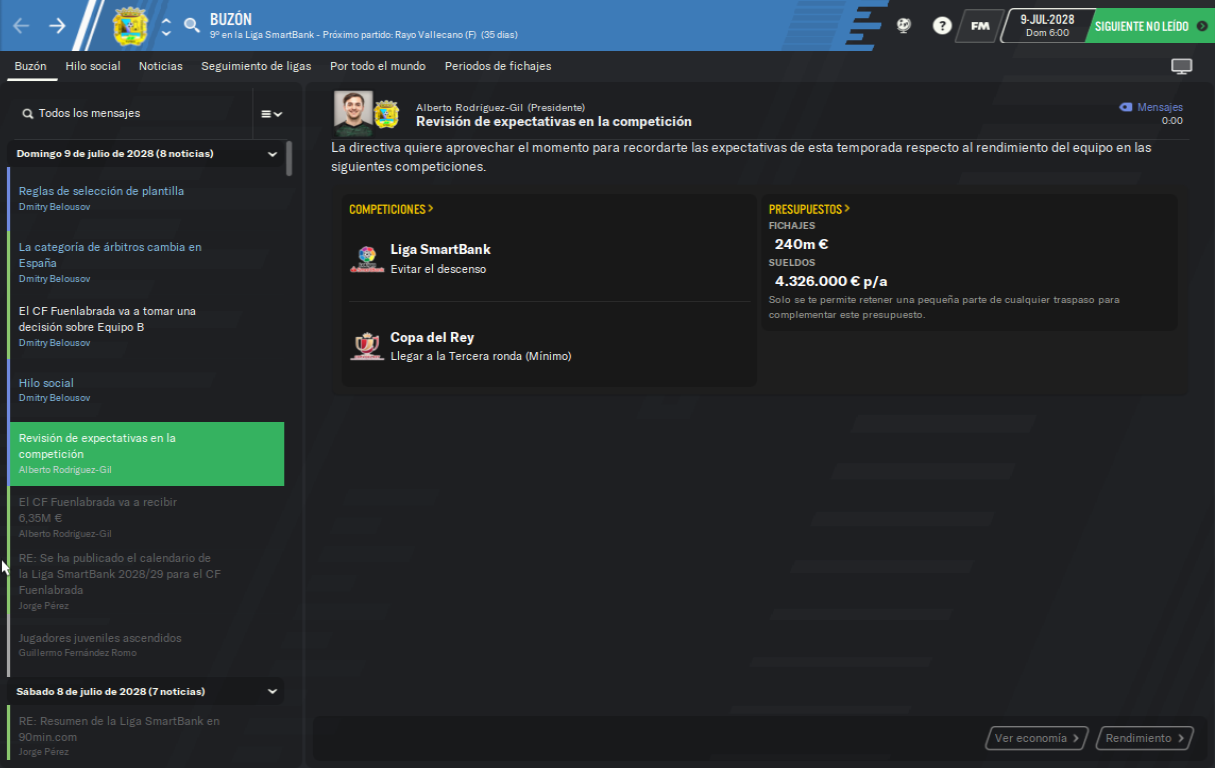 BUZÓN
9º en la Liga SmartBank - Próximo partido: Rayo Vallecano (F) (35 días)
?
FM
9-JUL-2028
Dom 6:00
SIGUIENTE NO LEÍDO
Buzón
Hilo social
Noticias
Seguimiento de ligas
Por todo el mundo
Periodos de fichajes
Todos los mensajes
Domingo 9 de julio de 2028 (8 noticias)
Reglas de selección de plantilla
Dmitry Belousov
La categoría de árbitros cambia en
España
Dmitry Belousov
El CF Fuenlabrada va a tomar una
decisión sobre Equipo B
Dmitry Belousov
Hilo social
Dmitry Belousov
Revisión de expectativas en la
competición
Alberto Rodríguez-Gil
El CF Fuenlabrada va a recibir
6,35M €
Alberto Rodríguez-Gil
RE: Se ha publicado el calendario de
la Liga SmartBank 2028/29 para el CF
Fuenlabrada
Jorge Pérez
Jugadores juveniles ascendidos
Guillermo Fernández Romo
Sábado 8 de julio de 2028 (7 noticias)
RE: Resumen de la Liga SmartBank en
90min.com
Jorge Pérez
Alberto Rodríguez-Gil (Presidente)
Revisión de expectativas en la competición
Mensajes
0:00
La directiva quiere aprovechar el momento para recordarte las expectativas de esta temporada respecto al rendimiento del equipo en las
siguientes competiciones.
COMPETICIONES
Liga SmartBank
Evitar el descenso
Copa del Rey
Llegar a la Tercera ronda (Mínimo)
PRESUPUESTOS
FICHAJES
240m €
SUELDOS
4.326.000 € p/a
Solo se te permite retener una pequeña parte de cualquier traspaso para
complementar este presupuesto.
Ver economía
Rendimiento